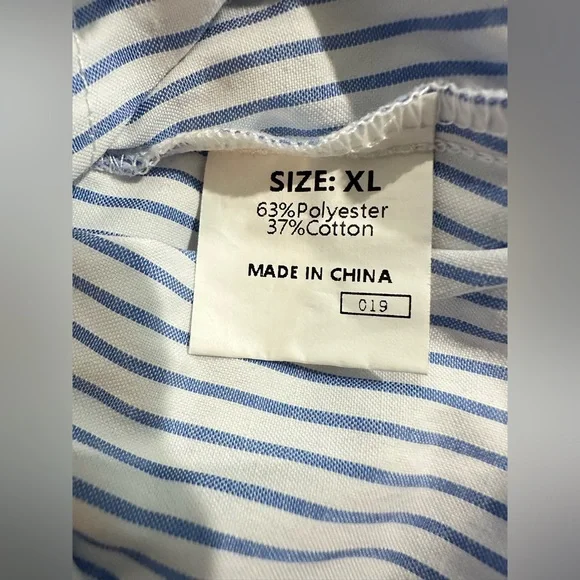 SIZE: XL
63%Polyester
37%Cotton
MADE IN CHINA
C19